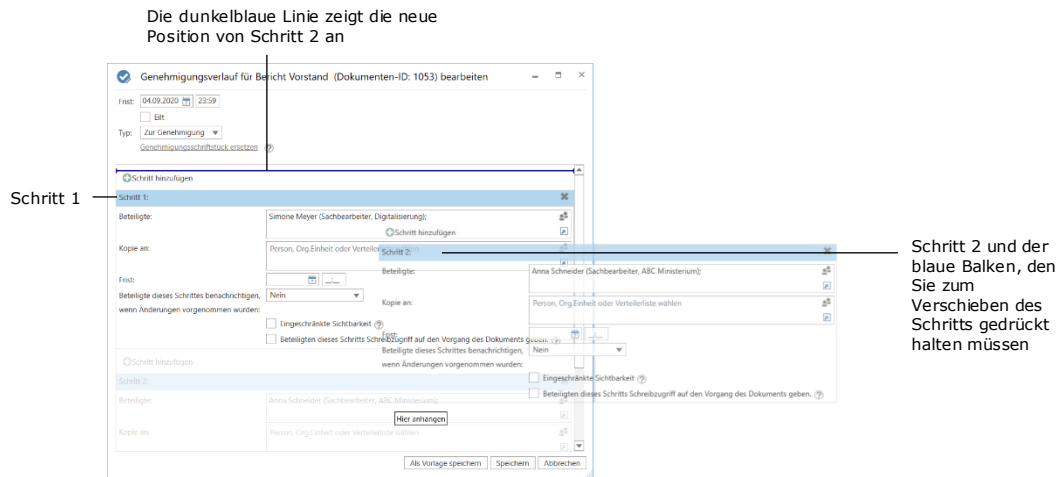 Die dunkelblaue Linie zeigt die neue
Position von Schritt 2 an
Genehmigungsverlauf für Bericht Vorstand (Dokumenten-ID: 1053) bearbeiten
Frist: 04.09.2020 23:59
Eilt
Typ: Zur Genehmigung
Genehmigungsschriftstück ersetzen
Schritt hinzufügen
Schritt 1
Schritt 1:
Beteiligte: Simone Meyer (Sachbearbeiter, Digitalisierung);
Kopie an: Person, Org.Einheit oder Verteiler
Frist:
Beteiligte dieses Schrittes benachrichtigen, Nein
wenn Änderungen vorgenommen wurden:
Eingeschränkte Sichtbarkeit
Beteiligten dieses Schritts Schreibzugriff auf den Vorgang des Dokuments geben.
Schritt hinzufügen
Schritt 2:
Beteiligte: Anna Schneider (Sachbearbeiter, ABC Ministerium);
Kopie an: Person, Org.Einheit oder Verteilerliste wählen
Schritt hinzufügen
Schritt 2:
Beteiligte: Anna Schneider (Sachbearbeiter, ABC Ministerium);
Kopie an: Person, Org.Einheit oder Verteilerliste wählen
Frist:
Beteiligte dieses Schrittes benachrichtigen, Nein
wenn Änderungen vorgenommen wurden:
Eingeschränkte Sichtbarkeit
Beteiligten dieses Schritts Schreibzugriff auf den Vorgang des Dokuments geben.
Hier anhangen
Als Vorlage speichern Speichern Abbrechen
Schritt 2 und der
blaue Balken, den
Sie zum
Verschieben des
Schritts gedrückt
halten müssen